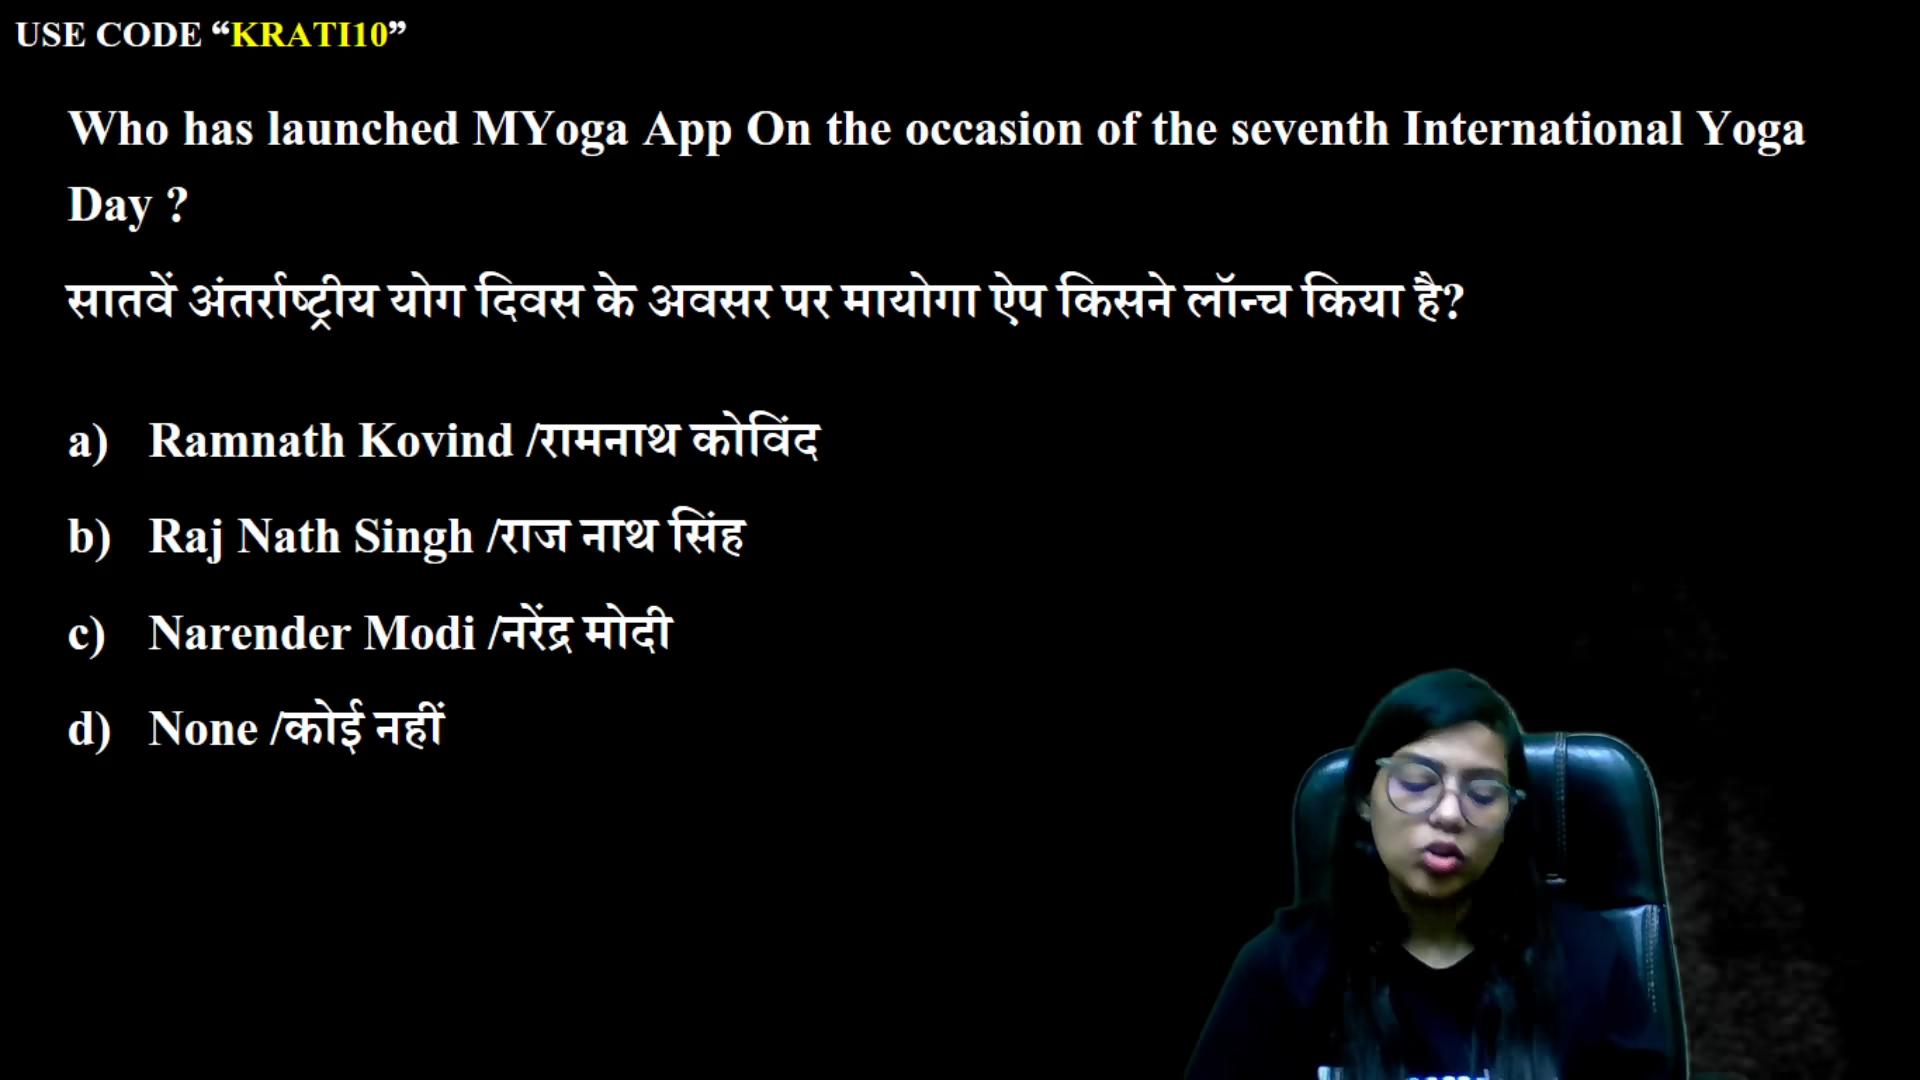 USE CODE “KRATI10”
Who has launched MYoga App On the occasion of the seventh International Yoga
Day ?
सातवें अंतर्राष्ट्रीय योग दिवस के अवसर पर मायोगा ऐप किसने लॉन्च किया है?
a) Ramnath Kovind /रामनाथ कोविंद
b) Raj Nath Singh /राज नाथ सिंह
c) Narender Modi /नरेंद्र मोदी
d) None /कोई नहीं